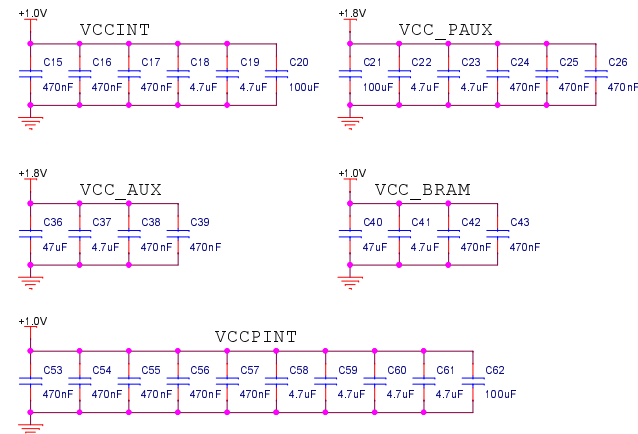 +1.0V
VCCINT
C15 C16 C17 C18 C19 C20
470nF 470nF 470nF 4.7uF 4.7uF 100uF
+1.8V
VCC_PAUX
C21 C22 C23 C24 C25 C26
100uF 4.7uF 4.7uF 470nF 470nF 470nF
+1.8V
VCC_AUX
C36 C37 C38 C39
47uF 4.7uF 470nF 470nF
+1.0V
VCC_BRAM
C40 C41 C42 C43
47uF 4.7uF 470nF 470nF
+1.0V
VCCPINT
C53 C54 C55 C56 C57 C58 C59 C60 C61 C62
470nF 470nF 470nF 470nF 470nF 4.7uF 4.7uF 4.7uF 4.7uF 100uF